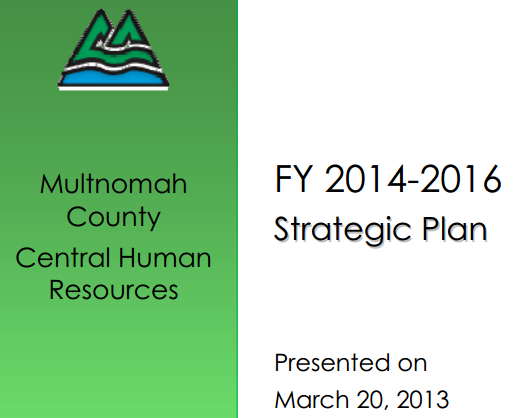 Multnomah
County
Central Human
Resources
FY 2014-2016
Strategic Plan
Presented on
March 20, 2013